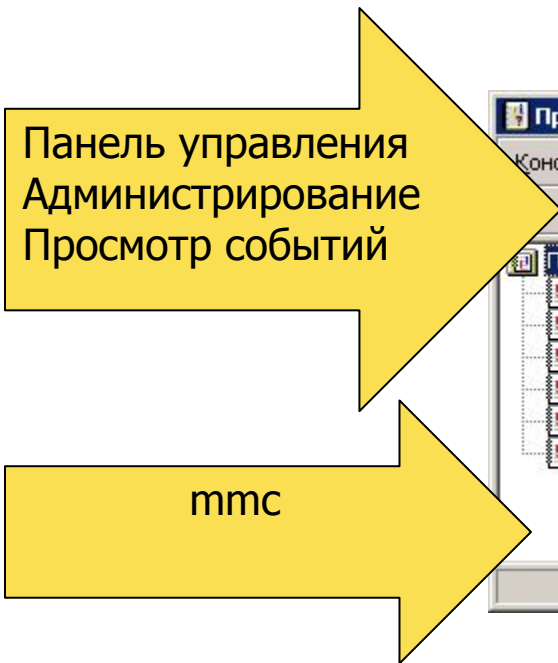 Панель управления
Администрирование
Просмотр событий
mmc